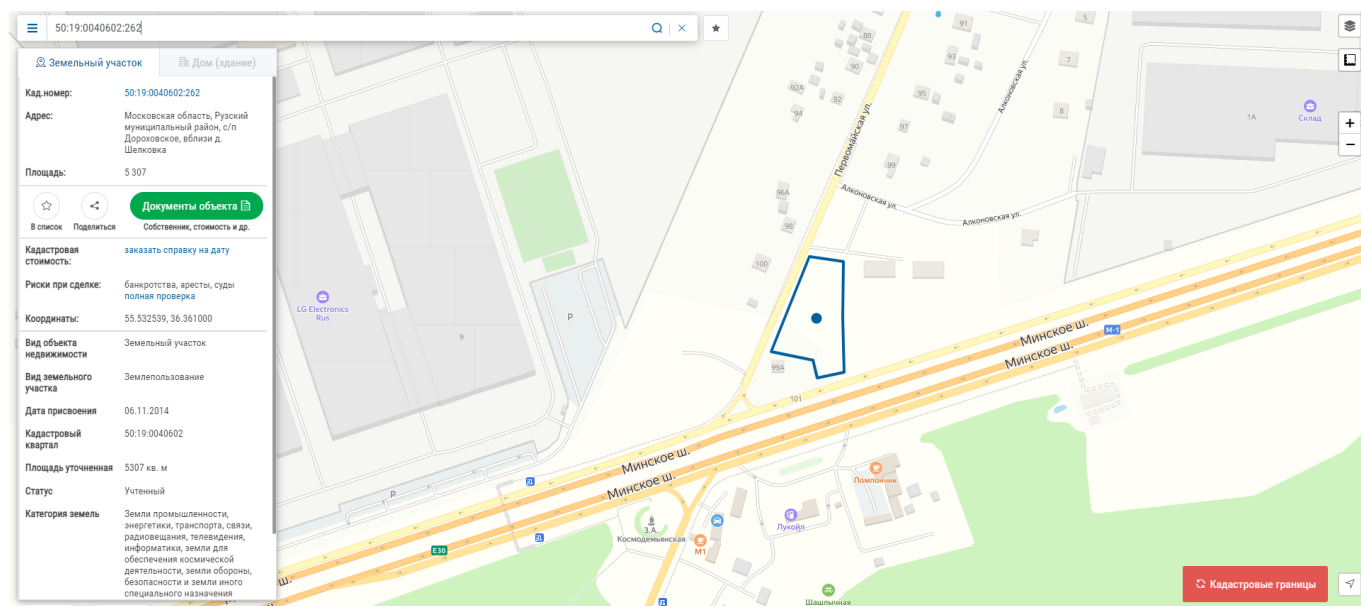 50:19:0040602:262
Земельный участок
Дом (здание)
Кад.номер: 50:19:0040602:262
Адрес: Московская область, Рузский
муниципальный район, с/п
Дороховское, вблизи д.
Шелковка
Площадь: 5 307
Документы объекта
В список Поделиться Собственник, стоимость и др.
Кадастровая заказать справку на дату
стоимость:
Риски при сделке: банкротства, аресты, суды
полная проверка
Координаты: 55.532539, 36.361000
Вид объекта Земельный участок
недвижимости
Вид земельного Землепользование
участка
Дата присвоения 06.11.2014
Кадастровый 50:19:0040602
квартал
Площадь уточненная 5307 кв. м
Статус Учтенный
Категория земель Земли промышленности,
энергетики, транспорта, связи,
радиовещания, телевидения,
информатики, земли для
обеспечения космической
деятельности, земли обороны,
безопасности и земли иного
специального назначения
91
5
88
90
93
7
92A
92
94
95
8
97
99
Алконовская ул.
Первомайская ул.
Алконовская ул.
Алконовская ул.
1А
Склад
96А
98
100
LG Electronics
Rus
9
P
99А
101
Минское ш.
Минское ш.
М-1
Минское ш.
Минское ш.
P
E30
ш.
З.А.
Космодемьянская
М1
Лукойл
Помпончик
Шашлычная
Кадастровые границы
+
−